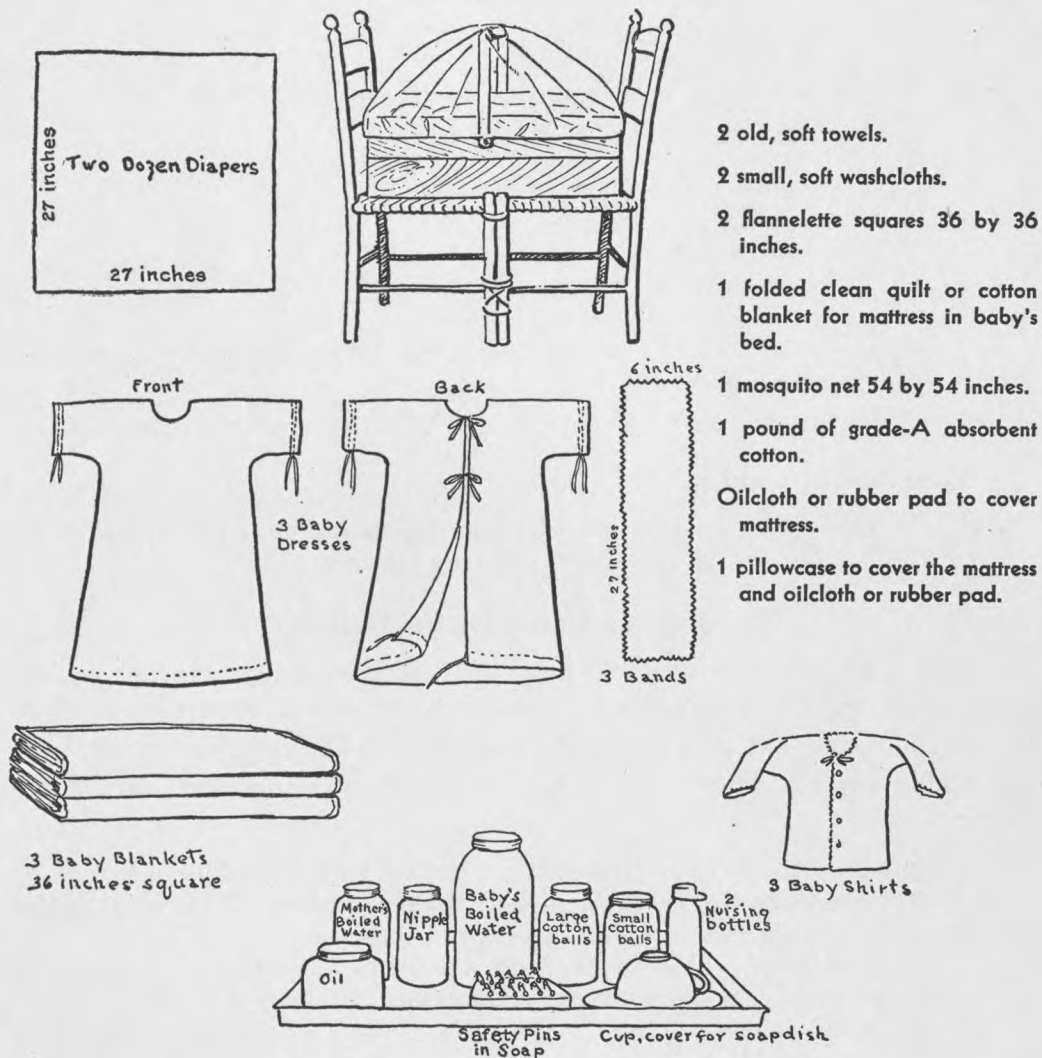 27 inches
Two Dozen Diapers
27 inches
2 old, soft towels.
2 small, soft washcloths.
2 flannelette squares 36 by 36
inches.
1 folded clean quilt or cotton
blanket for mattress in baby's
bed.
1 mosquito net 54 by 54 inches.
1 pound of grade-A absorbent
cotton.
Oilcloth or rubber pad to cover
mattress.
1 pillowcase to cover the mattress
and oilcloth or rubber pad.
Front
Back
3 Baby
Dresses
6 inches
27 inches
3 Bands
3 Baby Blankets
36 inches square
3 Baby Shirts
Mother's
Boiled
Water
Nipple
Jar
Baby's
Boiled
Water
Large
Cotton
balls
Small
Cotton
balls
2
Nursing
bottles
Oil
Safety Pins
in Soap
Cup, cover for soapdish